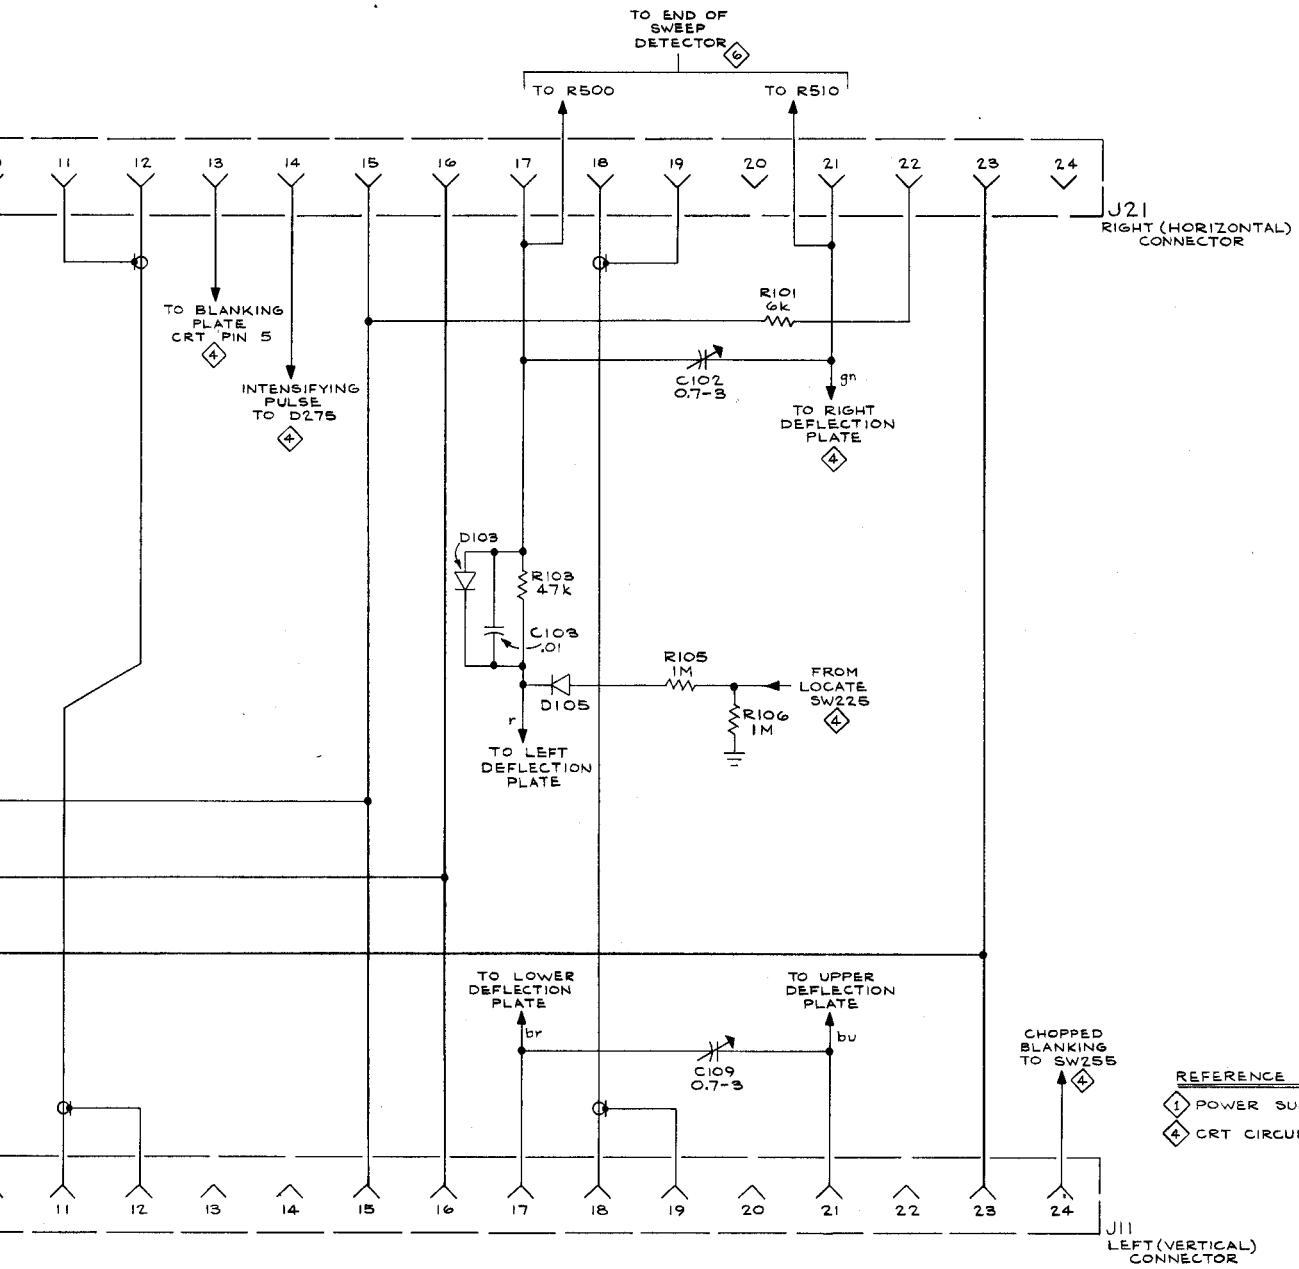 TO END OF
SWEEP
DETECTOR
6
TO R500
TO R510
11 12 13 14 15 16 17 18 19 20 21 22 23 24
J21
RIGHT (HORIZONTAL)
CONNECTOR
R101
6k
TO BLANKING
PLATE
CRT PIN 5
4
INTENSIFYING
PULSE
TO D275
4
C102
0.7-3
gn
TO RIGHT
DEFLECTION
PLATE
4
D103
R103
47k
C103
.01
D105
R105
1M
FROM
LOCATE
SW225
4
R106
1M
r
TO LEFT
DEFLECTION
PLATE
TO LOWER
DEFLECTION
PLATE
br
TO UPPER
DEFLECTION
PLATE
bu
C109
0.7-3
CHOPPED
BLANKING
TO SW255
4
REFERENCE
1 POWER SU
4 CRT CIRCU
11 12 13 14 15 16 17 18 19 20 21 22 23 24
J11
LEFT (VERTICAL)
CONNECTOR